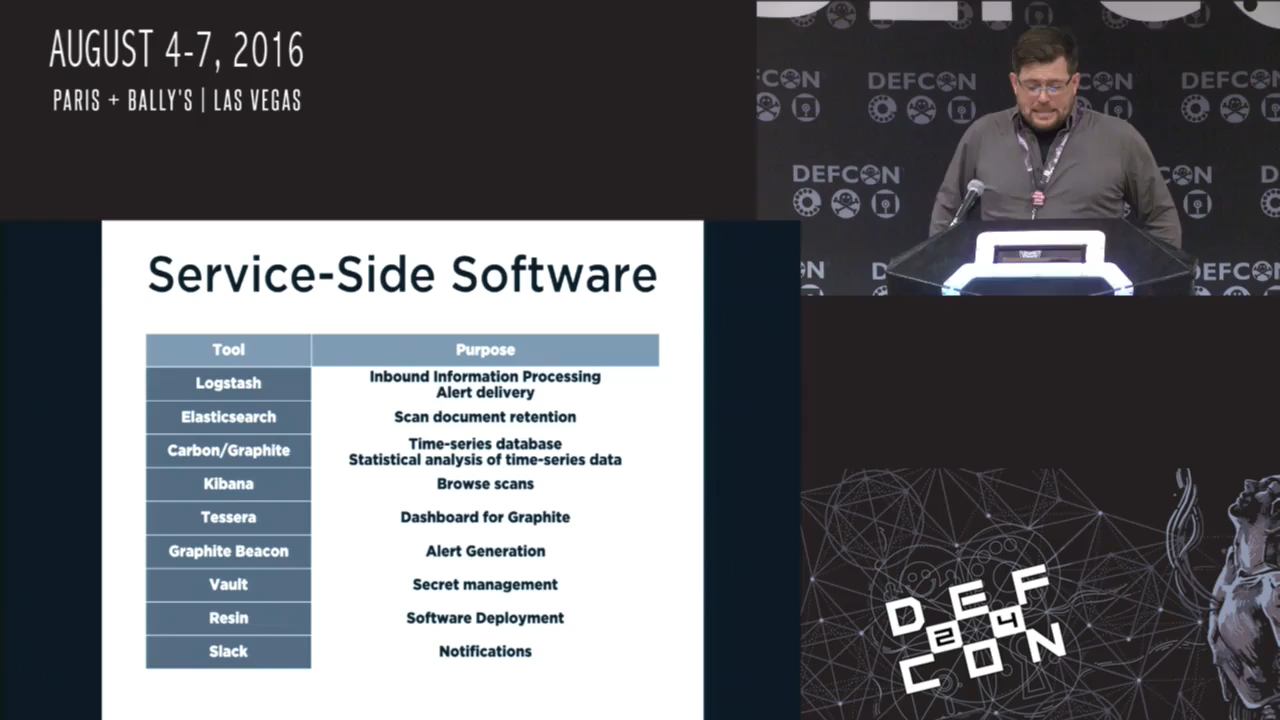 AUGUST 4-7, 2016
PARIS + BALLY'S | LAS VEGAS
DEFCON
DEFCON
DEFCON
Service-Side Software
Tool Purpose
Logstash Inbound Information Processing
Alert delivery
Elasticsearch Scan document retention
Carbon/Graphite Time-series database
Statistical analysis of time-series data
Kibana Browse scans
Tessera Dashboard for Graphite
Graphite Beacon Alert Generation
Vault Secret management
Resin Software Deployment
Slack Notifications
DEF
24
CON